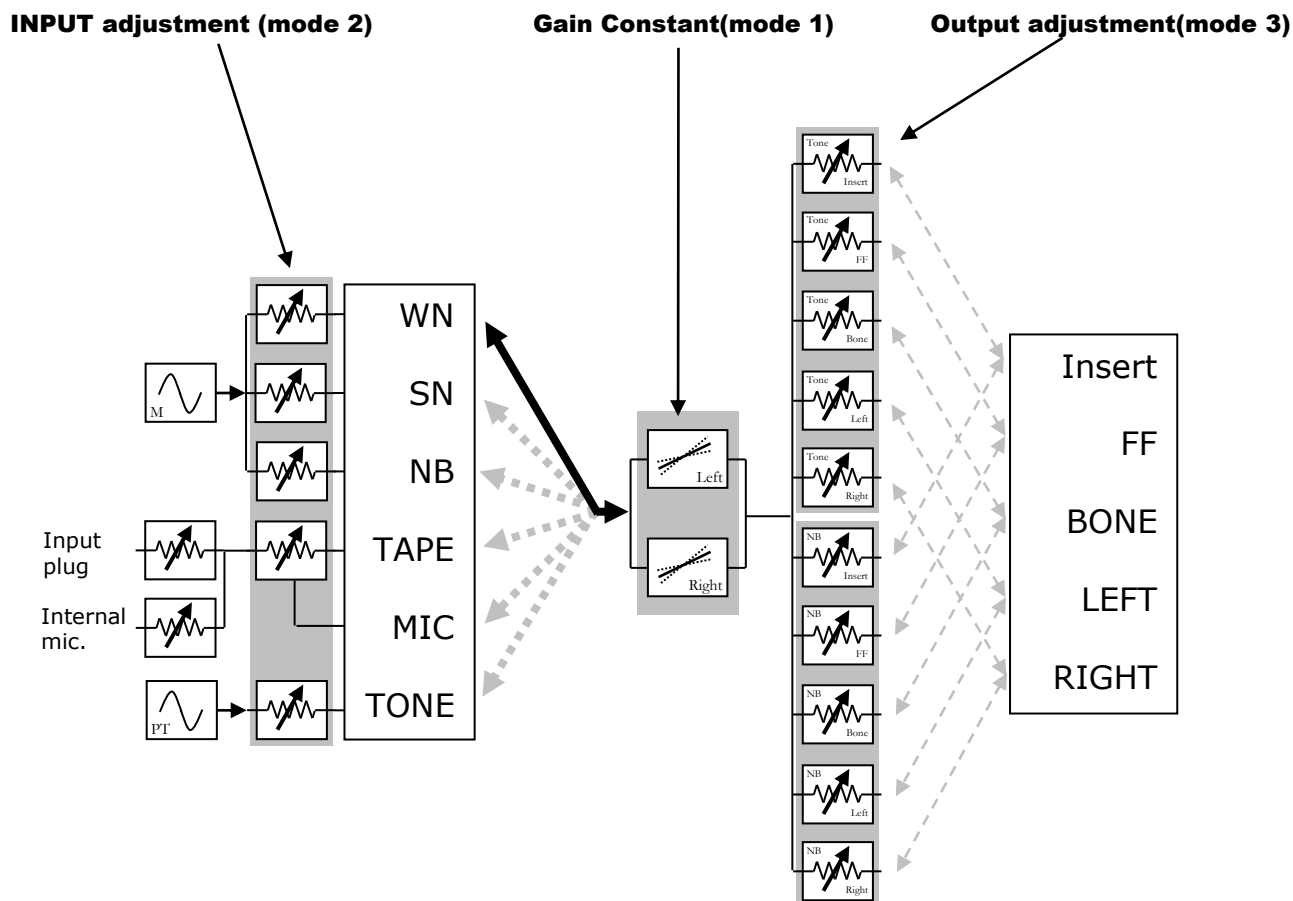 INPUT adjustment (mode 2)
Gain Constant(mode 1)
Output adjustment(mode 3)
M
Input
plug
Internal
mic.
PT
WN
SN
NB
TAPE
MIC
TONE
Left
Right
Tone
Insert
Tone
FF
Tone
Bone
Tone
Left
Tone
Right
NB
Insert
NB
FF
NB
Bone
NB
Left
NB
Right
Insert
FF
BONE
LEFT
RIGHT